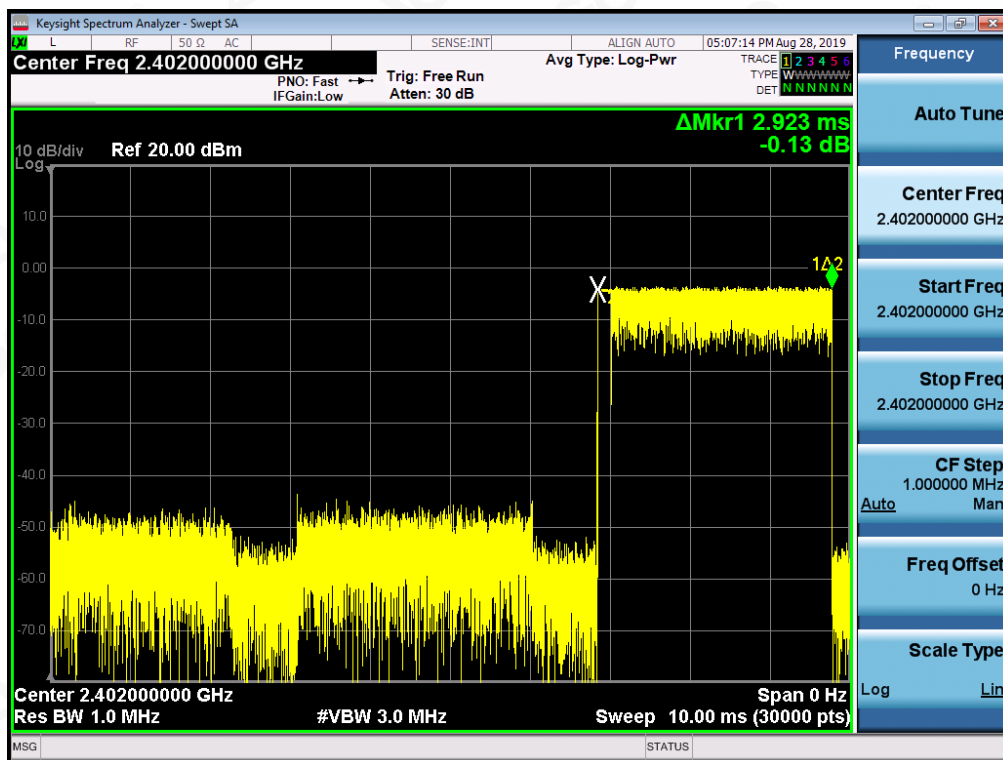 Keysight Spectrum Analyzer - Swept SA
LXI L RF 50 Ω AC SENSE:INT ALIGN AUTO 05:07:14 PM Aug 28, 2019
Center Freq 2.402000000 GHz
PNO: Fast
IFGain:Low
Trig: Free Run
Atten: 30 dB
Avg Type: Log-Pwr
TRACE 1 2 3 4 5 6
TYPE WWWWWW
DET N N N N N N
ΔMkr1 2.923 ms
-0.13 dB
10 dB/div Ref 20.00 dBm
Log
10.0
0.00
-10.0
-20.0
-30.0
-40.0
-50.0
-60.0
-70.0
1Δ2
X
Center 2.402000000 GHz Span 0 Hz
Res BW 1.0 MHz #VBW 3.0 MHz Sweep 10.00 ms (30000 pts)
MSG STATUS
Frequency
Auto Tune
Center Freq
2.402000000 GHz
Start Freq
2.402000000 GHz
Stop Freq
2.402000000 GHz
CF Step
1.000000 MHz
Auto Man
Freq Offset
0 Hz
Scale Type
Log Lin